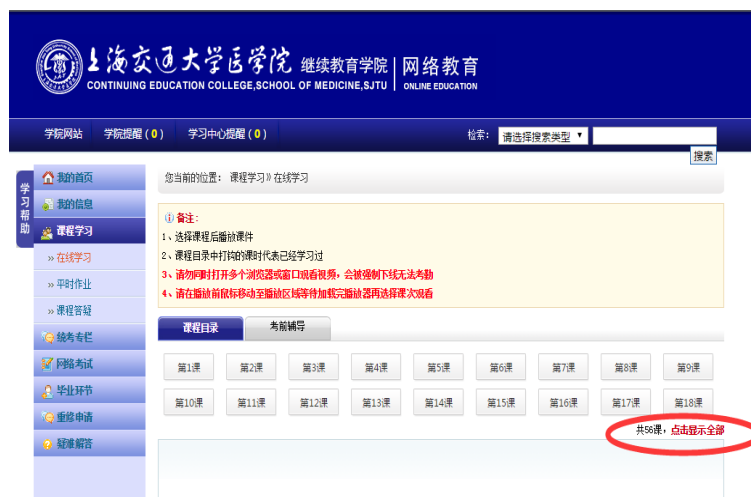 上海交通大学医学院 继续教育学院 | 网络教育
CONTINUING EDUCATION COLLEGE,SCHOOL OF MEDICINE,SJTU | ONLINE EDUCATION
学院网站 学院提醒(0) 学习中心提醒(0) 检索: 请选择搜索类型
搜索
学习帮助
我的首页
我的信息
课程学习
» 在线学习
» 平时作业
» 课程答疑
统考专栏
网络考试
毕业环节
重修申请
疑难解答
您当前的位置: 课程学习» 在线学习
备注:
1、选择课程后播放课件
2、课程目录中打钩的课时代表已经学习过
3、请勿同时打开多个浏览器或窗口观看视频,会被强制下线无法考勤
4、请在播放前鼠标移动至播放区域等待加载完播放器再选择课次观看
课程目录 考前辅导
第1课 第2课 第3课 第4课 第5课 第6课 第7课 第8课 第9课
第10课 第11课 第12课 第13课 第14课 第15课 第16课 第17课 第18课
共56课,点击显示全部